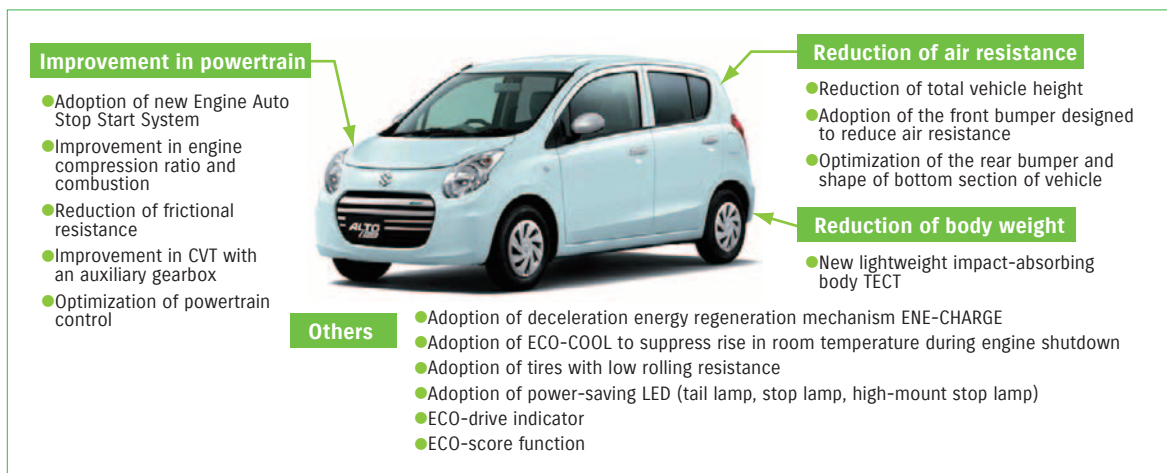 Improvement in powertrain
●Adoption of new Engine Auto
Stop Start System
●Improvement in engine
compression ratio and
combustion
●Reduction of frictional
resistance
●Improvement in CVT with
an auxiliary gearbox
●Optimization of powertrain
control
ALTO
Reduction of air resistance
●Reduction of total vehicle height
●Adoption of the front bumper designed
to reduce air resistance
●Optimization of the rear bumper and
shape of bottom section of vehicle
Reduction of body weight
●New lightweight impact-absorbing
body TECT
Others
●Adoption of deceleration energy regeneration mechanism ENE-CHARGE
●Adoption of ECO-COOL to suppress rise in room temperature during engine shutdown
●Adoption of tires with low rolling resistance
●Adoption of power-saving LED (tail lamp, stop lamp, high-mount stop lamp)
●ECO-drive indicator
●ECO-score function